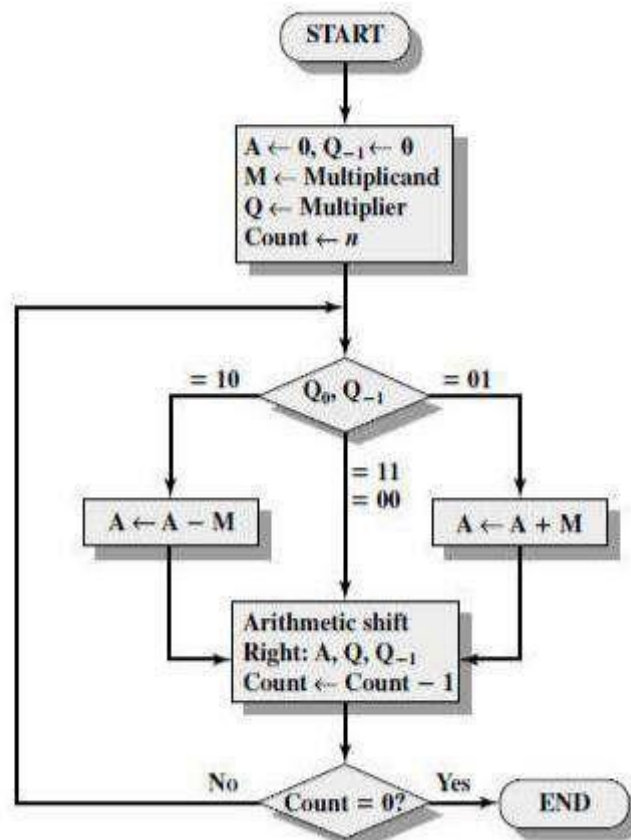 START
A ← 0, Q₋₁ ← 0
M ← Multiplicand
Q ← Multiplier
Count ← n
= 10
Q₀, Q₋₁
= 01
= 11
= 00
A ← A − M
A ← A + M
Arithmetic shift
Right: A, Q, Q₋₁
Count ← Count − 1
No
Count = 0?
Yes
END